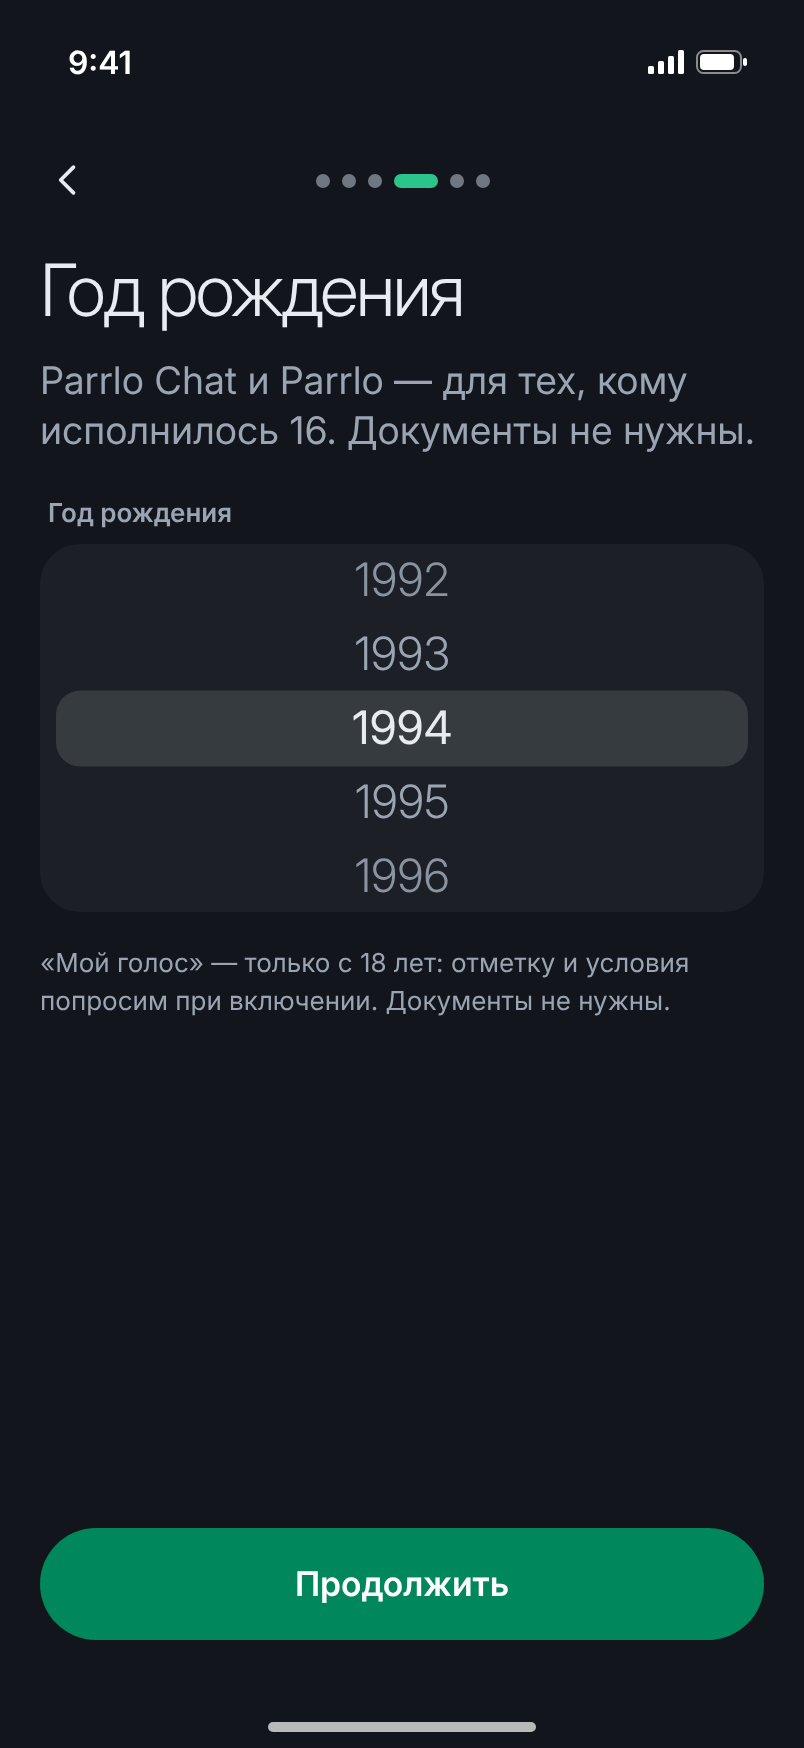 9:41
Год рождения
Parrlo Chat и Parrlo — для тех, кому
исполнилось 16. Документы не нужны.
Год рождения
1992
1993
1994
1995
1996
«Мой голос» — только с 18 лет: отметку и условия
попросим при включении. Документы не нужны.
Продолжить